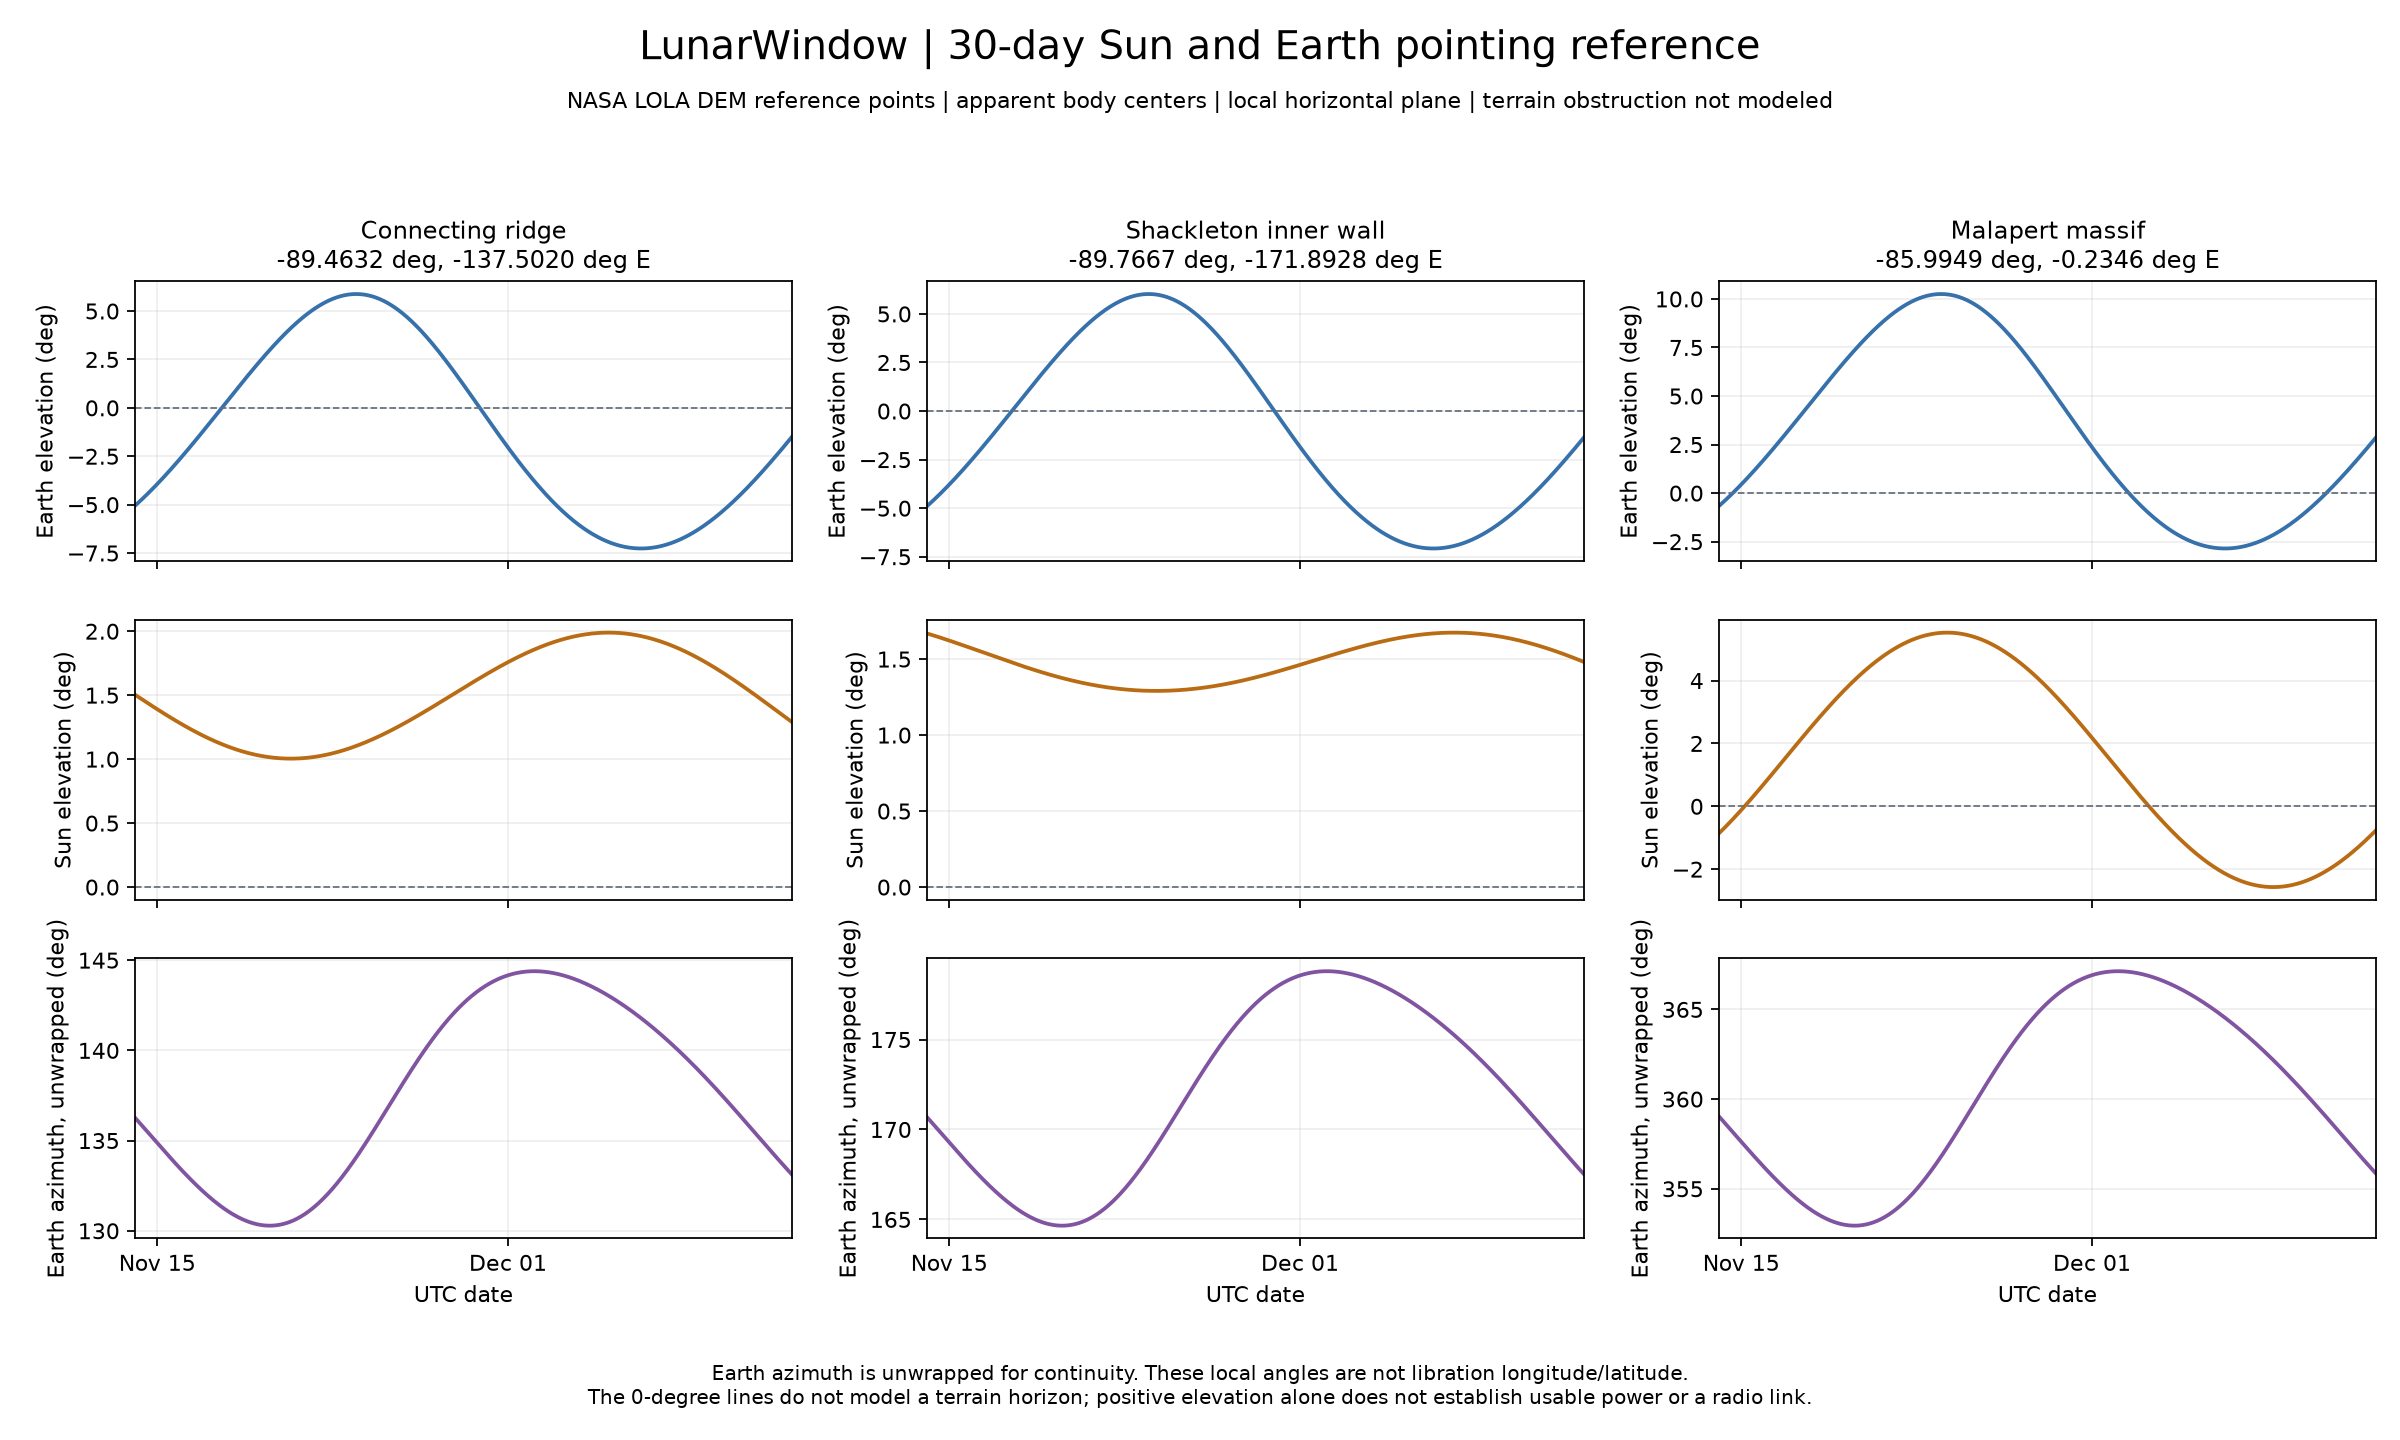 LunarWindow | 30-day Sun and Earth pointing reference
NASA LOLA DEM reference points | apparent body centers | local horizontal plane | terrain obstruction not modeled
Connecting ridge
-89.4632 deg, -137.5020 deg E
Shackleton inner wall
-89.7667 deg, -171.8928 deg E
Malapert massif
-85.9949 deg, -0.2346 deg E
Earth elevation (deg)
5.0
2.5
0.0
−2.5
−5.0
−7.5
Earth elevation (deg)
5.0
2.5
0.0
−2.5
−5.0
−7.5
Earth elevation (deg)
10.0
7.5
5.0
2.5
0.0
−2.5
Sun elevation (deg)
2.0
1.5
1.0
0.5
0.0
Sun elevation (deg)
1.5
1.0
0.5
0.0
Sun elevation (deg)
4
2
0
−2
Earth azimuth, unwrapped (deg)
145
140
135
130
Nov 15
Dec 01
UTC date
Earth azimuth, unwrapped (deg)
175
170
165
Nov 15
Dec 01
UTC date
Earth azimuth, unwrapped (deg)
365
360
355
Nov 15
Dec 01
UTC date
Earth azimuth is unwrapped for continuity. These local angles are not libration longitude/latitude.
The 0-degree lines do not model a terrain horizon; positive elevation alone does not establish usable power or a radio link.